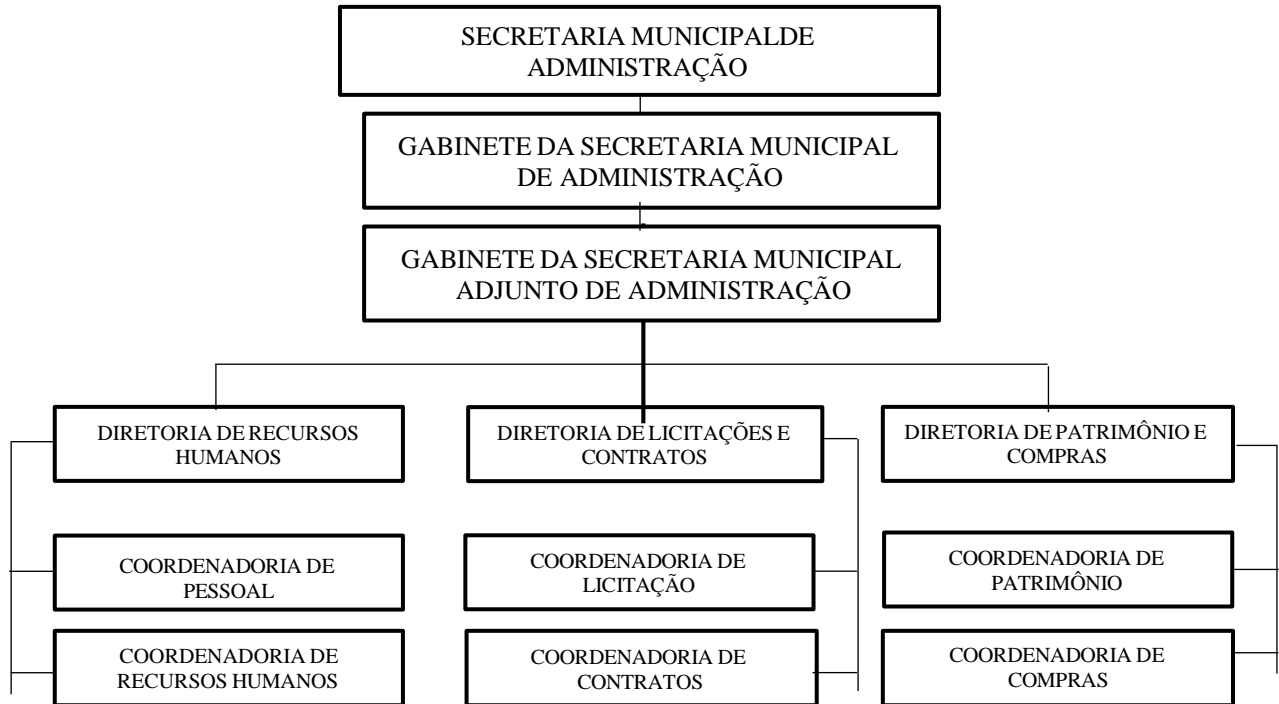 SECRETARIA MUNICIPALDE
ADMINISTRAÇÃO
GABINETE DA SECRETARIA MUNICIPAL
DE ADMINISTRAÇÃO
GABINETE DA SECRETARIA MUNICIPAL
ADJUNTO DE ADMINISTRAÇÃO
DIRETORIA DE RECURSOS
HUMANOS
DIRETORIA DE LICITAÇÕES E
CONTRATOS
DIRETORIA DE PATRIMÔNIO E
COMPRAS
COORDENADORIA DE
PESSOAL
COORDENADORIA DE
LICITAÇÃO
COORDENADORIA DE
PATRIMÔNIO
COORDENADORIA DE
RECURSOS HUMANOS
COORDENADORIA DE
CONTRATOS
COORDENADORIA DE
COMPRAS